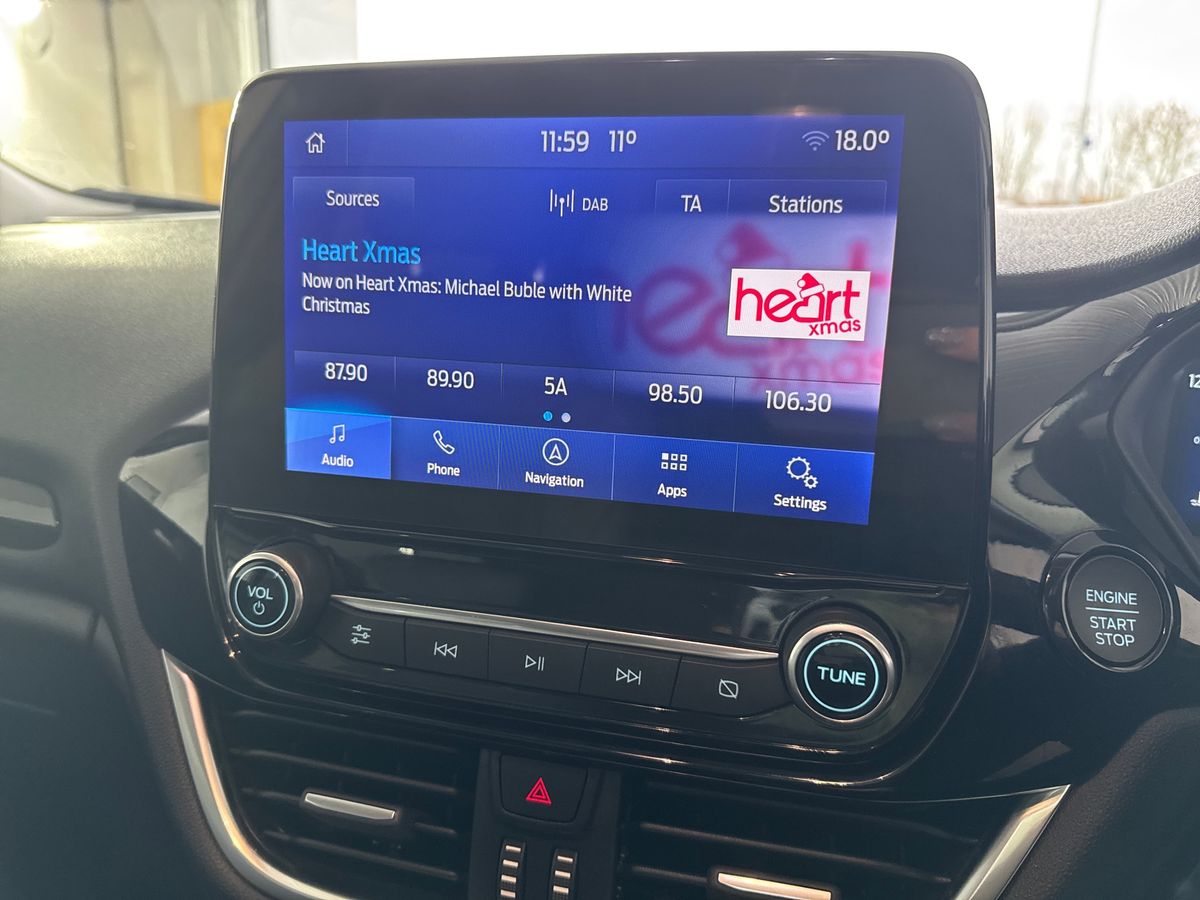 11:59 11° 18.0°
Sources DAB TA Stations
Heart Xmas
Now on Heart Xmas: Michael Buble with White
Christmas
heart
xmas
87.90 89.90 5A 98.50 106.30
Audio Phone Navigation Apps Settings
VOL
TUNE
ENGINE
START
STOP